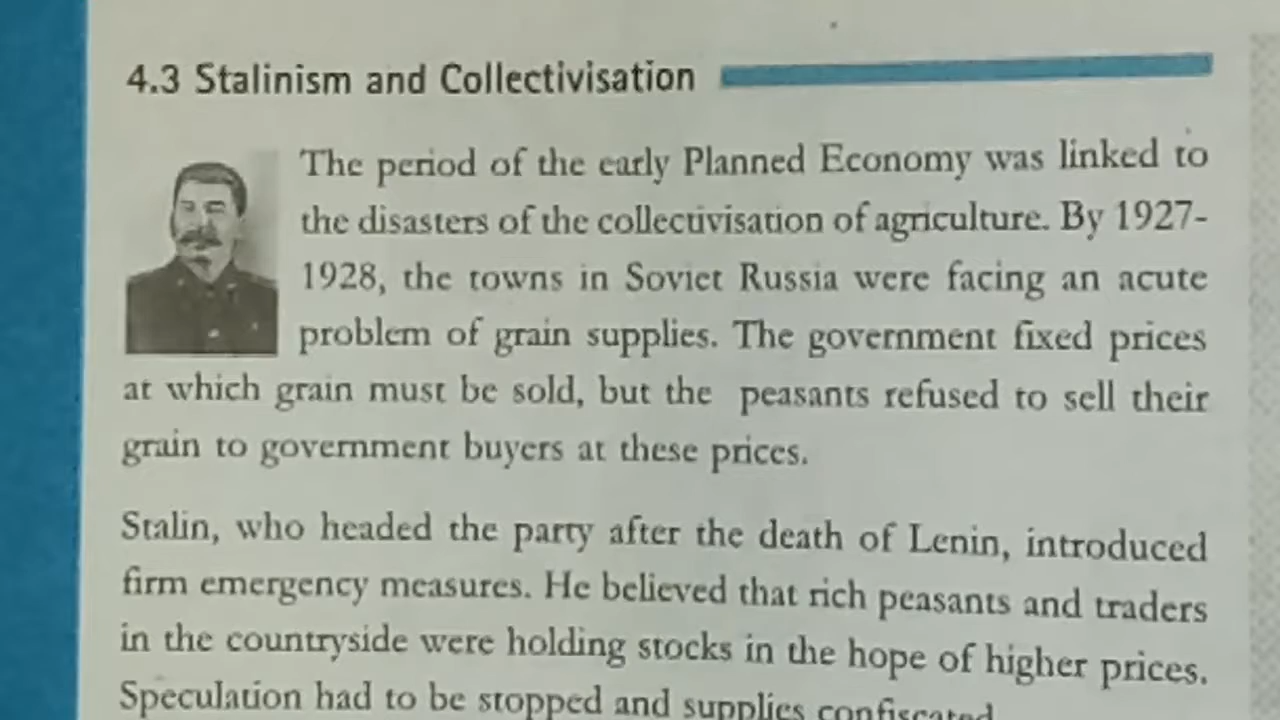 4.3 Stalinism and Collectivisation
The period of the early Planned Economy was linked to
the disasters of the collectivisation of agriculture. By 1927-
1928, the towns in Soviet Russia were facing an acute
problem of grain supplies. The government fixed prices
at which grain must be sold, but the peasants refused to sell their
grain to government buyers at these prices.
Stalin, who headed the party after the death of Lenin, introduced
firm emergency measures. He believed that rich peasants and traders
in the countryside were holding stocks in the hope of higher prices.
Speculation had to be stopped and supplies confiscated.